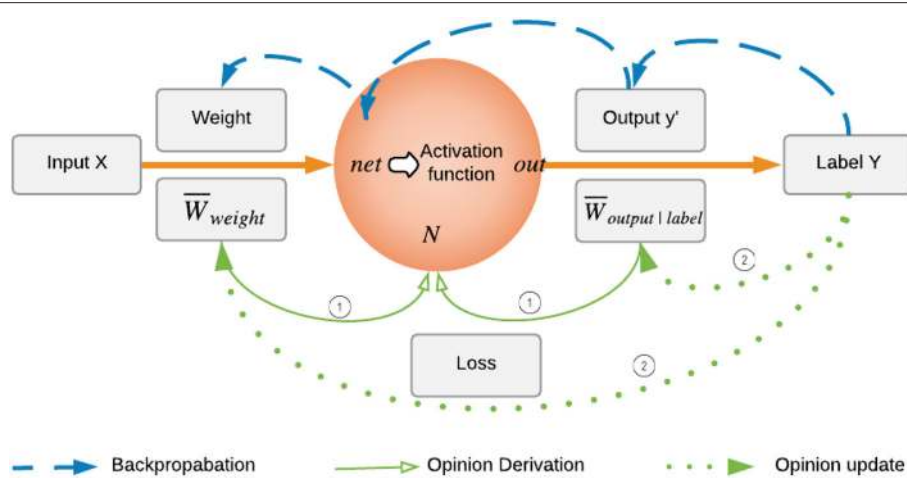 Weight
Output y'
Input X
net
Activation
function
out
Label Y
W̅ weight
W̅ output | label
N
2
1
1
Loss
2
Backpropabation
Opinion Derivation
Opinion update